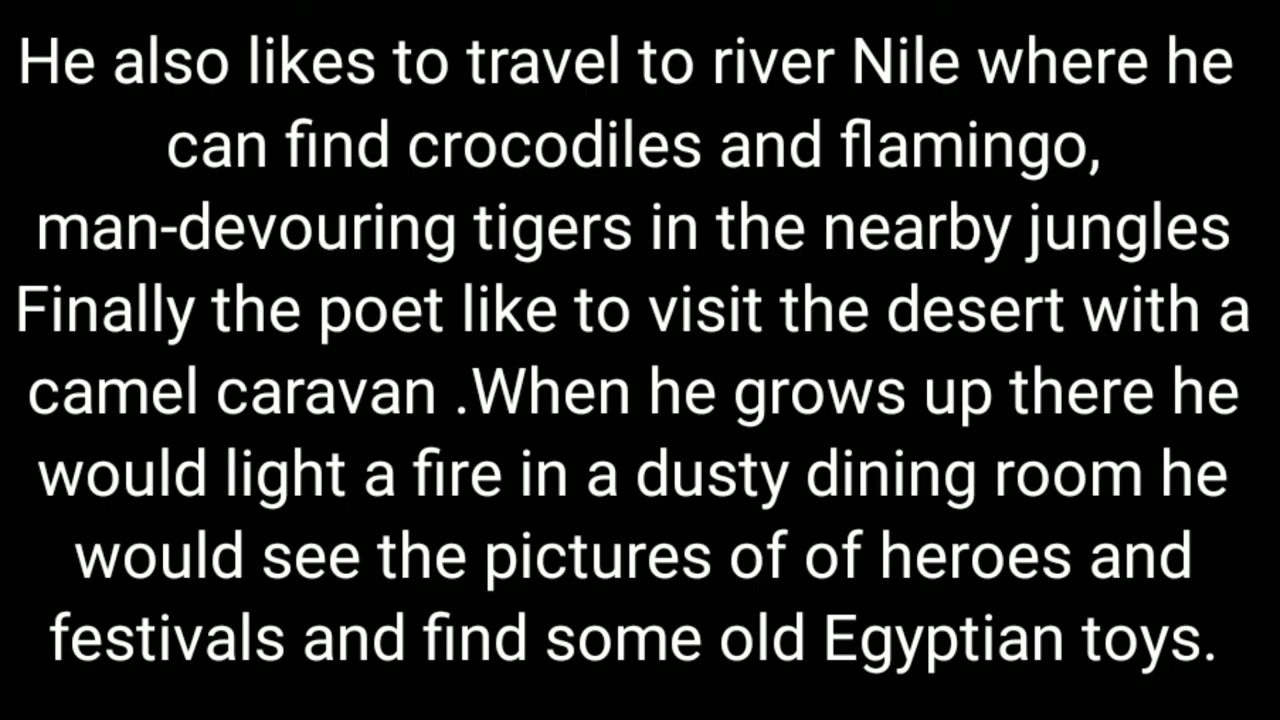 He also likes to travel to river Nile where he
can find crocodiles and flamingo,
man-devouring tigers in the nearby jungles
Finally the poet like to visit the desert with a
camel caravan .When he grows up there he
would light a fire in a dusty dining room he
would see the pictures of of heroes and
festivals and find some old Egyptian toys.